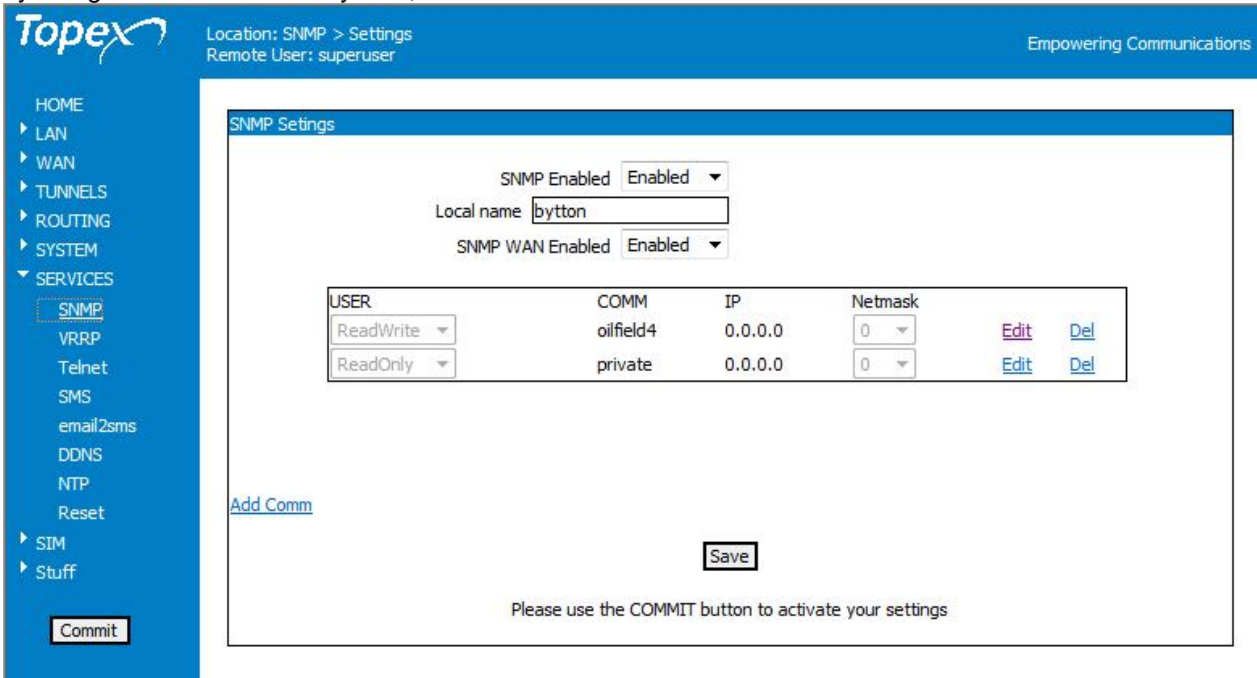 Topex
Location: SNMP > Settings
Remote User: superuser
Empowering Communications
HOME
LAN
WAN
TUNNELS
ROUTING
SYSTEM
SERVICES
SNMP
VRRP
Telnet
SMS
email2sms
DDNS
NTP
Reset
SIM
Stuff
Commit
SNMP Setings
SNMP Enabled Enabled
Local name bytton
SNMP WAN Enabled Enabled
USER COMM IP Netmask
ReadWrite oilfield4 0.0.0.0 0 Edit Del
ReadOnly private 0.0.0.0 0 Edit Del
Add Comm
Save
Please use the COMMIT button to activate your settings